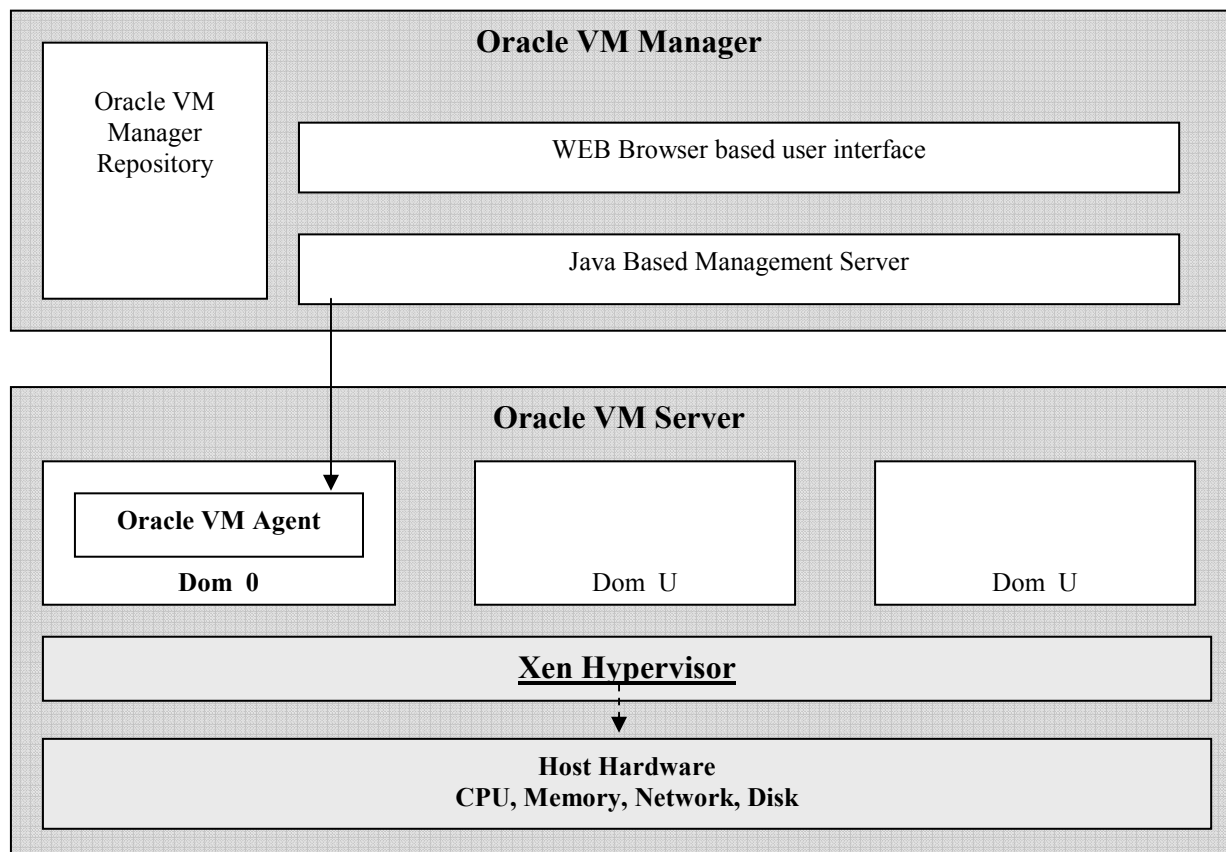 Oracle VM Manager
Oracle VM
Manager
Repository
WEB Browser based user interface
Java Based Management Server
Oracle VM Server
Oracle VM Agent
Dom 0
Dom U
Dom U
Xen Hypervisor
Host Hardware
CPU, Memory, Network, Disk